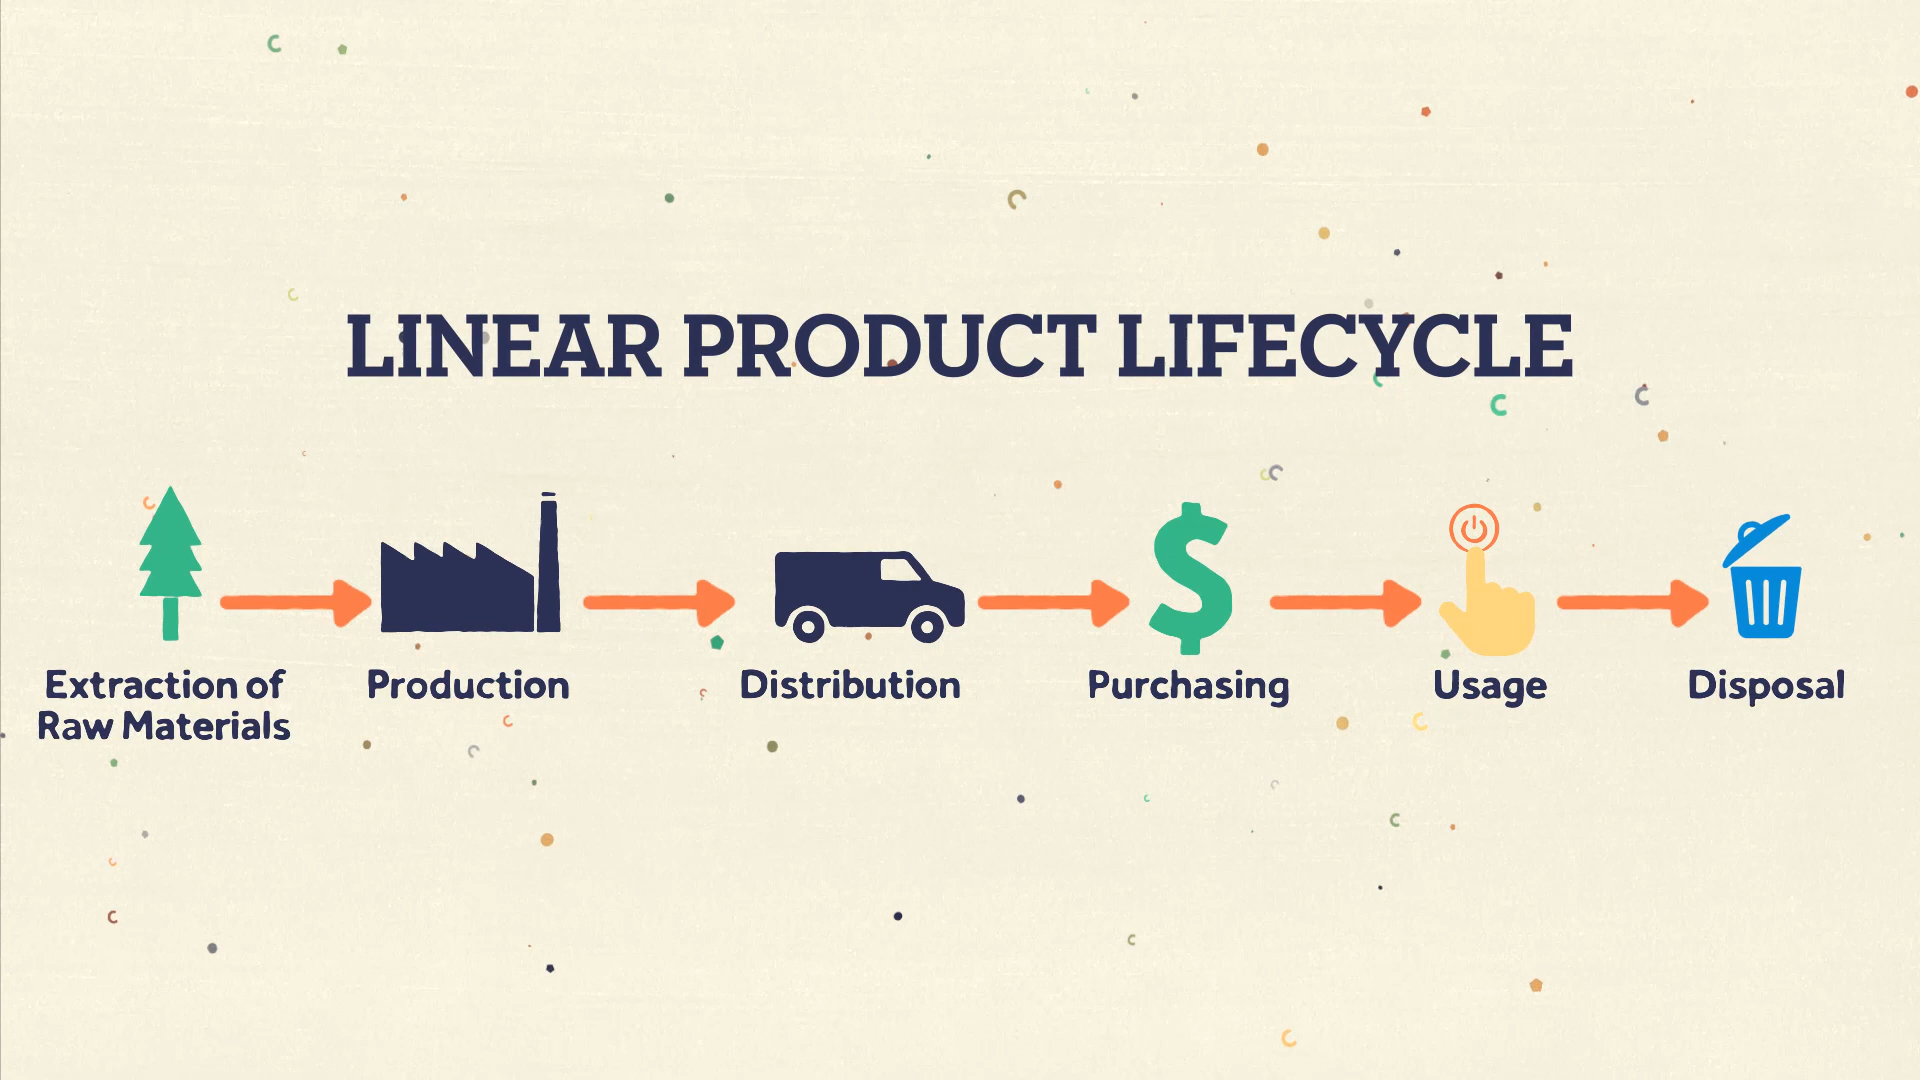 LINEAR PRODUCT LIFECYCLE
Extraction of
Raw Materials
Production
Distribution
Purchasing
Usage
Disposal